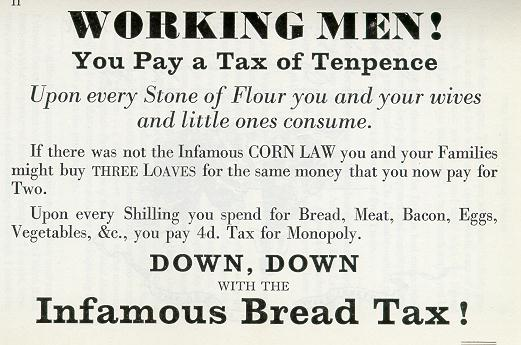 11
WORKING MEN!
You Pay a Tax of Tenpence
Upon every Stone of Flour you and your wives
and little ones consume.
If there was not the Infamous CORN LAW you and your Families
might buy THREE LOAVES for the same money that you now pay for
Two.
Upon every Shilling you spend for Bread, Meat, Bacon, Eggs,
Vegetables, &c., you pay 4d. Tax for Monopoly.
DOWN, DOWN
WITH THE
Infamous Bread Tax!